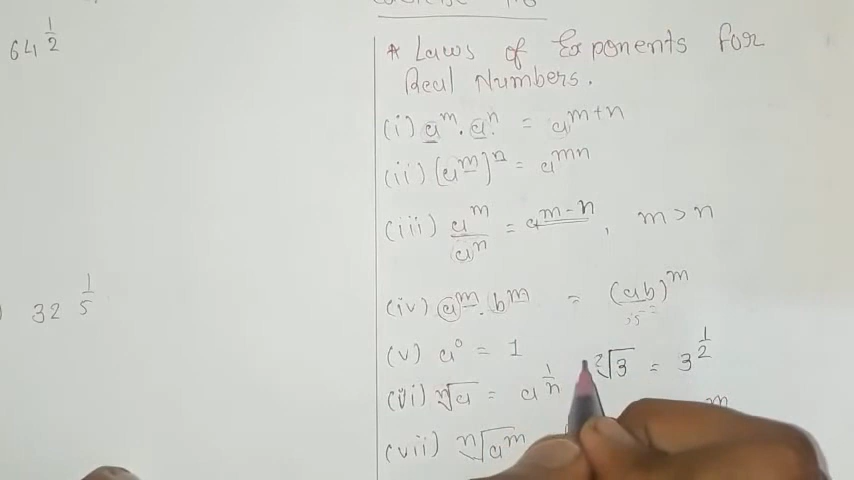 64^{1/2}
32^{1/5}
* Laws of Exponents for
Real Numbers.
(i) a^m . a^n = a^{m+n}
(ii) (a^m)^n = a^{mn}
(iii) a^m / a^n = a^{m-n}, m > n
(iv) a^m . b^m = (ab)^m
(v) a^0 = 1
(vi) ⁿ√a = a^{1/n} ²√3 = 3^{1/2}
(vii) ⁿ√a^m m